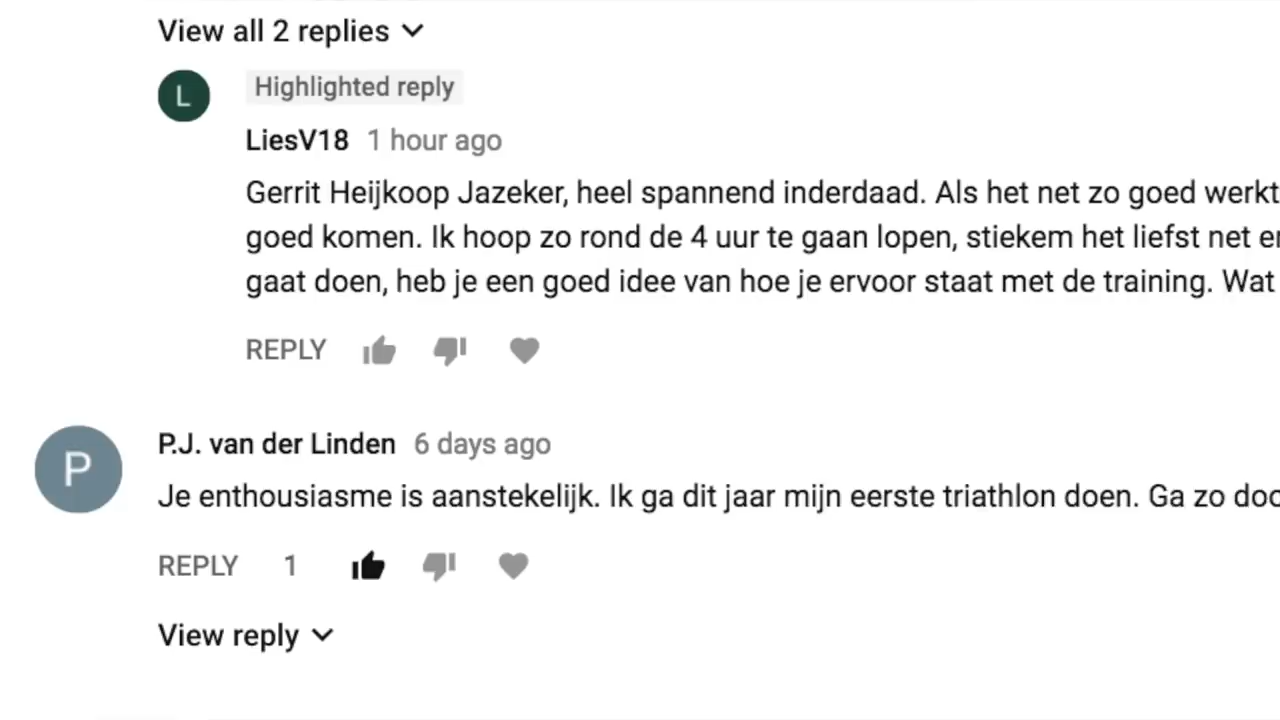 View all 2 replies
L
Highlighted reply
LiesV18 1 hour ago
Gerrit Heijkoop Jazeker, heel spannend inderdaad. Als het net zo goed werkt
goed komen. Ik hoop zo rond de 4 uur te gaan lopen, stiekem het liefst net
gaat doen, heb je een goed idee van hoe je ervoor staat met de training. Wat
REPLY
P
P.J. van der Linden 6 days ago
Je enthousiasme is aanstekelijk. Ik ga dit jaar mijn eerste triathlon doen. Ga zo
REPLY 1
View reply